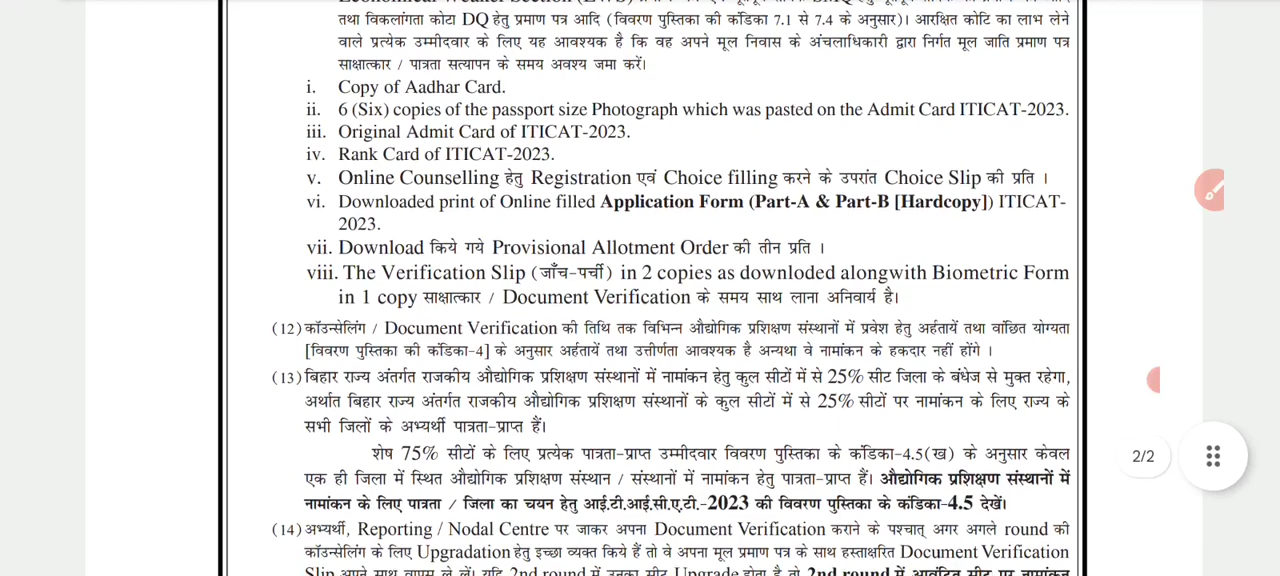 तथा विकलांगता कोटा DQ हेतु प्रमाण पत्र आदि (विवरण पुस्तिका की कंडिका 7.1 से 7.4 के अनुसार)। आरक्षित कोटि का लाभ लेने
वाले प्रत्येक उम्मीदवार के लिए यह आवश्यक है कि वह अपने मूल निवास के अंचलाधिकारी द्वारा निर्गत मूल जाति प्रमाण पत्र
साक्षात्कार / पात्रता सत्यापन के समय अवश्य जमा करें।
i. Copy of Aadhar Card.
ii. 6 (Six) copies of the passport size Photograph which was pasted on the Admit Card ITICAT-2023.
iii. Original Admit Card of ITICAT-2023.
iv. Rank Card of ITICAT-2023.
v. Online Counselling हेतु Registration एवं Choice filling करने के उपरांत Choice Slip की प्रति ।
vi. Downloaded print of Online filled Application Form (Part-A & Part-B [Hardcopy]) ITICAT-
2023.
vii. Download किये गये Provisional Allotment Order की तीन प्रति ।
viii. The Verification Slip (जाँच-पर्ची) in 2 copies as downloded alongwith Biometric Form
in 1 copy साक्षात्कार / Document Verification के समय साथ लाना अनिवार्य है।
(12) कॉउन्सेलिंग / Document Verification की तिथि तक विभिन्न औद्योगिक प्रशिक्षण संस्थानों में प्रवेश हेतु अर्हतायें तथा वांछित योग्यता
[विवरण पुस्तिका की कंडिका-4] के अनुसार अर्हतायें तथा उत्तीर्णता आवश्यक है अन्यथा वे नामांकन के हकदार नहीं होंगे ।
(13) बिहार राज्य अंतर्गत राजकीय औद्योगिक प्रशिक्षण संस्थानों में नामांकन हेतु कुल सीटों में से 25% सीट जिला के बंधेज से मुक्त रहेगा,
अर्थात बिहार राज्य अंतर्गत राजकीय औद्योगिक प्रशिक्षण संस्थानों के कुल सीटों में से 25% सीटों पर नामांकन के लिए राज्य के
सभी जिलों के अभ्यर्थी पात्रता-प्राप्त हैं।
शेष 75% सीटों के लिए प्रत्येक पात्रता-प्राप्त उम्मीदवार विवरण पुस्तिका के कंडिका-4.5(ख) के अनुसार केवल
एक ही जिला में स्थित औद्योगिक प्रशिक्षण संस्थान / संस्थानों में नामांकन हेतु पात्रता-प्राप्त हैं। औद्योगिक प्रशिक्षण संस्थानों में
नामांकन के लिए पात्रता / जिला का चयन हेतु आई.टी.आई.सी.ए.टी.-2023 की विवरण पुस्तिका के कंडिका-4.5 देखें।
(14) अभ्यर्थी, Reporting / Nodal Centre पर जाकर अपना Document Verification कराने के पश्चात् अगर अगले round की
कॉउन्सेलिंग के लिए Upgradation हेतु इच्छा व्यक्त किये हैं तो वे अपना मूल प्रमाण पत्र के साथ हस्ताक्षरित Document Verification
2/2